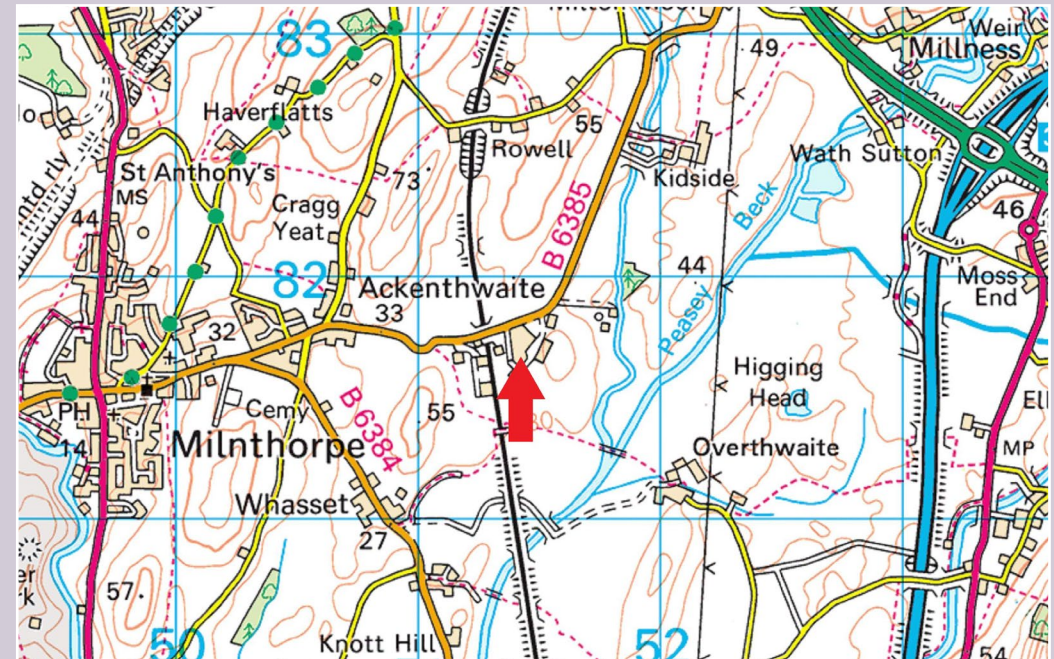 83
49
Weir
Millness
Haverflatts
55
Rowell
Wath Sutton
St Anthony's
MS
73
Kidside
Cragg
Yeat
44
B 6385
Beck
46
82
Ackenthwaite
44
Moss
End
33
32
Peasey
Higging
Head
PH
Cemy
B 6384
55
14
Milnthorpe
Overthwaite
MP
Whasset
27
57
Knott Hill
50
52
54